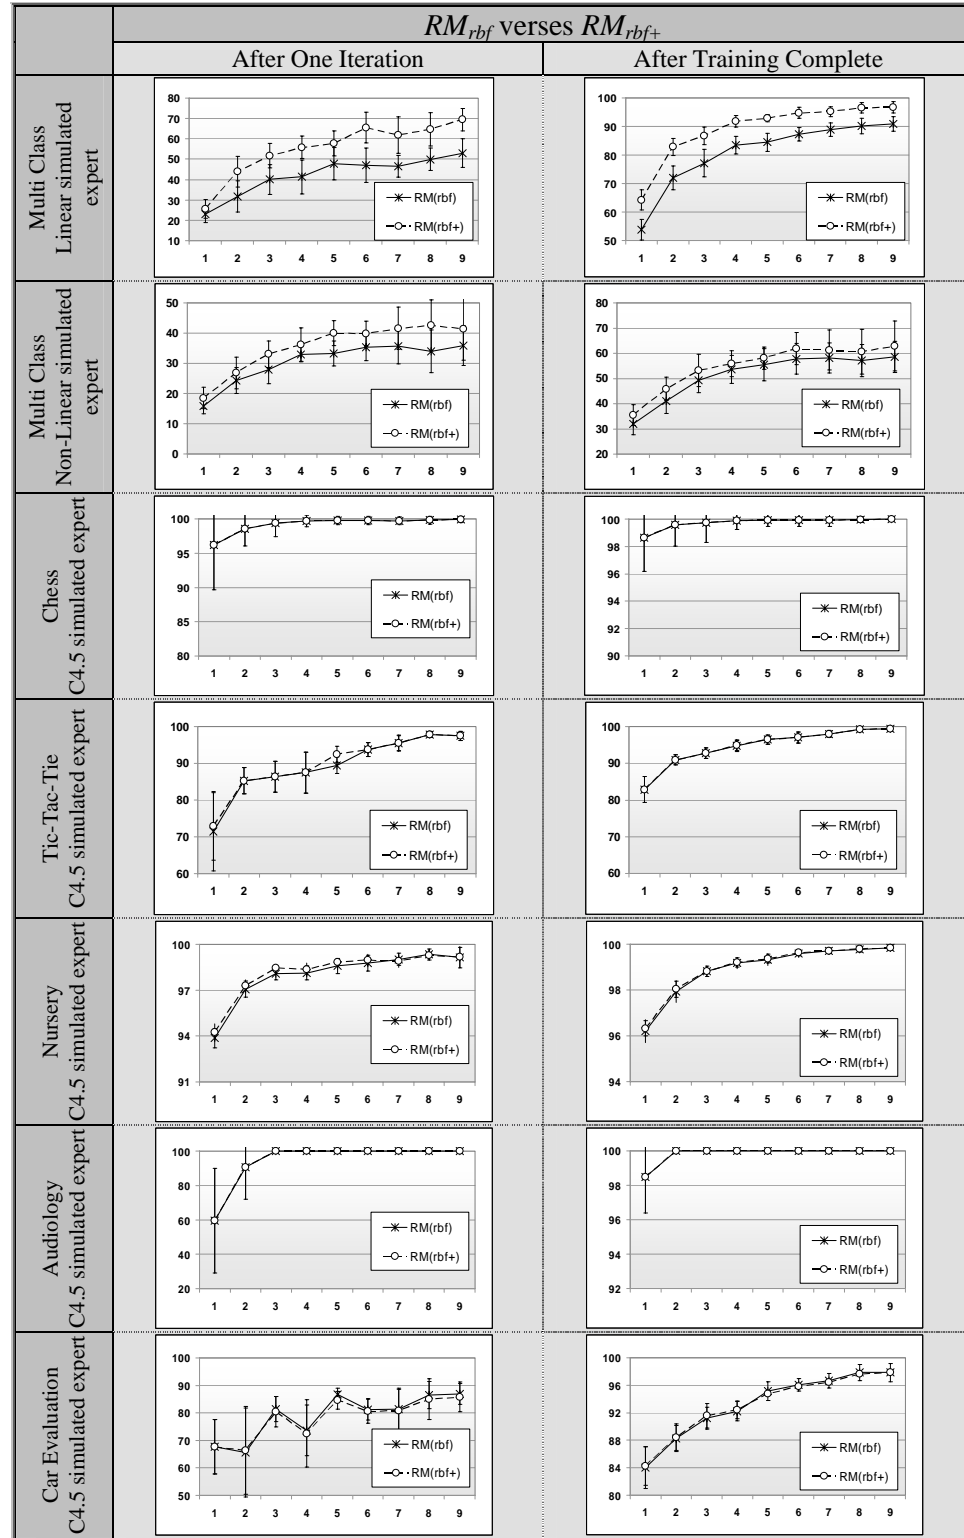 RMrbf verses RMrbf+
After One Iteration
After Training Complete
Multi Class
Linear simulated
expert
80
70
60
50
40
30
20
10
1 2 3 4 5 6 7 8 9
RM(rbf)
RM(rbf+)
100
90
80
70
60
50
1 2 3 4 5 6 7 8 9
RM(rbf)
RM(rbf+)
Multi Class
Non-Linear simulated
expert
50
40
30
20
10
0
1 2 3 4 5 6 7 8 9
RM(rbf)
RM(rbf+)
80
70
60
50
40
30
20
1 2 3 4 5 6 7 8 9
RM(rbf)
RM(rbf+)
Chess
C4.5 simulated expert
100
95
90
85
80
1 2 3 4 5 6 7 8 9
RM(rbf)
RM(rbf+)
100
98
96
94
92
90
1 2 3 4 5 6 7 8 9
RM(rbf)
RM(rbf+)
Tic-Tac-Tie
C4.5 simulated expert
100
90
80
70
60
1 2 3 4 5 6 7 8 9
RM(rbf)
RM(rbf+)
100
90
80
70
60
1 2 3 4 5 6 7 8 9
RM(rbf)
RM(rbf+)
Nursery
C4.5 simulated expert
100
97
94
91
1 2 3 4 5 6 7 8 9
RM(rbf)
RM(rbf+)
100
98
96
94
1 2 3 4 5 6 7 8 9
RM(rbf)
RM(rbf+)
Audiology
C4.5 simulated expert
100
80
60
40
20
1 2 3 4 5 6 7 8 9
RM(rbf)
RM(rbf+)
100
98
96
94
92
1 2 3 4 5 6 7 8 9
RM(rbf)
RM(rbf+)
Car Evaluation
C4.5 simulated expert
100
90
80
70
60
50
1 2 3 4 5 6 7 8 9
RM(rbf)
RM(rbf+)
100
96
92
88
84
80
1 2 3 4 5 6 7 8 9
RM(rbf)
RM(rbf+)